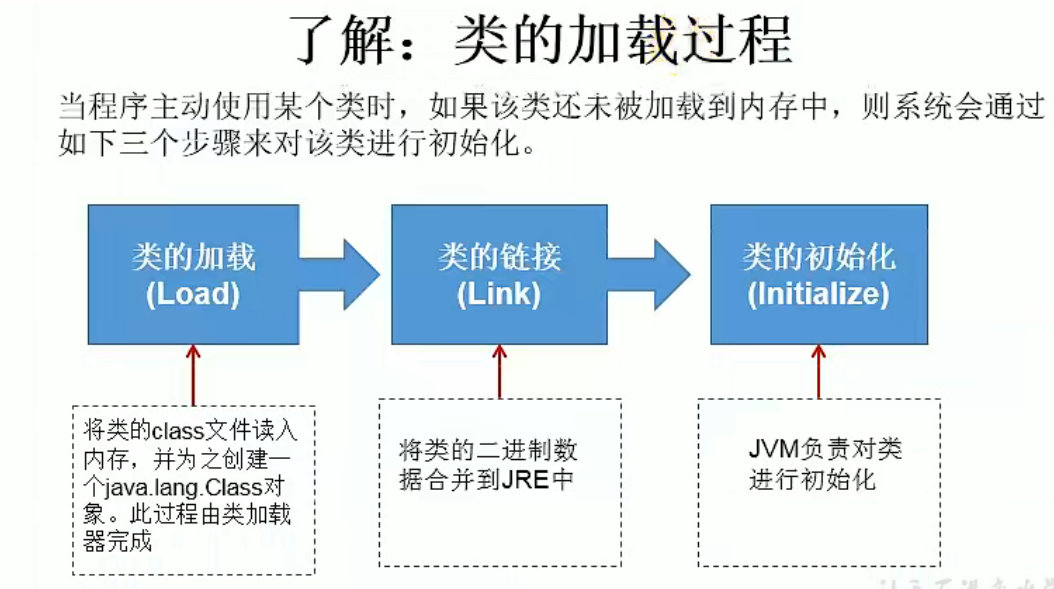 了解：类的加载过程
当程序主动使用某个类时，如果该类还未被加载到内存中，则系统会通过
如下三个步骤来对该类进行初始化。
类的加载
(Load)
类的链接
(Link)
类的初始化
(Initialize)
将类的class文件读入
内存，并为之创建一
个java.lang.Class对
象。此过程由类加载
器完成
将类的二进制数
据合并到JRE中
JVM负责对类
进行初始化